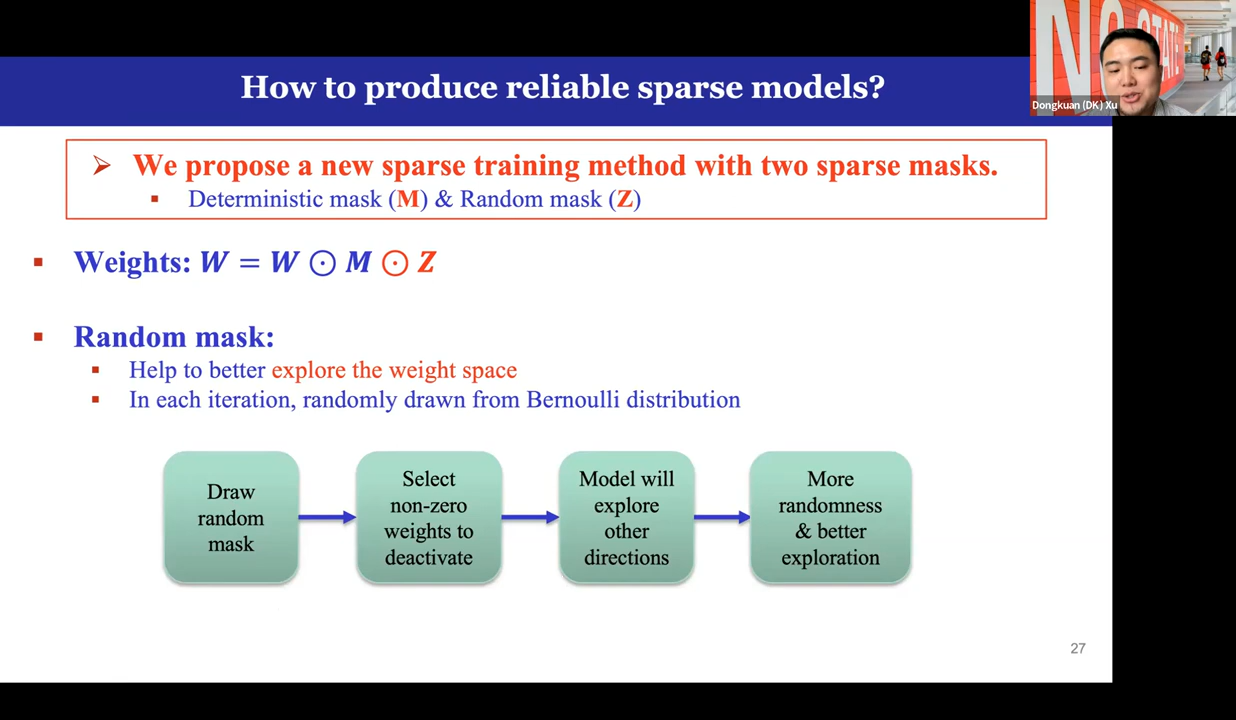 How to produce reliable sparse models?
NC STATE
Dongkuan (DK) Xu
➢ We propose a new sparse training method with two sparse masks.
▪ Deterministic mask (M) & Random mask (Z)
▪ Weights: W = W ⊙ M ⊙ Z
▪ Random mask:
▪ Help to better explore the weight space
▪ In each iteration, randomly drawn from Bernoulli distribution
Draw
random
mask
Select
non-zero
weights to
deactivate
Model will
explore
other
directions
More
randomness
& better
exploration
27